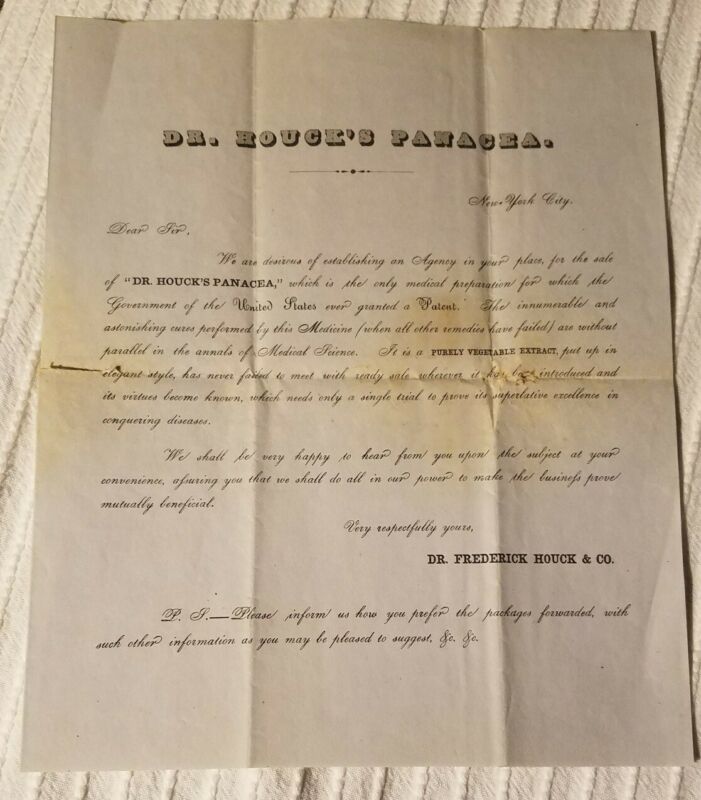 DR. HOUCK'S PANACEA.
New-York City.
Dear Sir,
We are desirous of establishing an Agency in your place, for the sale
of "DR. HOUCK'S PANACEA," which is the only medical preparation for which the
Government of the United States ever granted a Patent. The innumerable and
astonishing cures performed by this Medicine (when all other remedies have failed) are without
parallel in the annals of Medical Science. It is a PURELY VEGETABLE EXTRACT, put up in
elegant style, has never failed to meet with ready sale wherever it has been introduced and
its virtues become known, which needs only a single trial to prove its superlative excellence in
conquering diseases.
We shall be very happy to hear from you upon the subject at your
convenience, aſsuring you that we shall do all in our power to make the buſineſs prove
mutually beneficial.
Very respectfully yours,
DR. FREDERICK HOUCK & CO.
P. S.—Please inform us how you prefer the packages forwarded, with
such other information as you may be pleased to suggest, &c. &c.